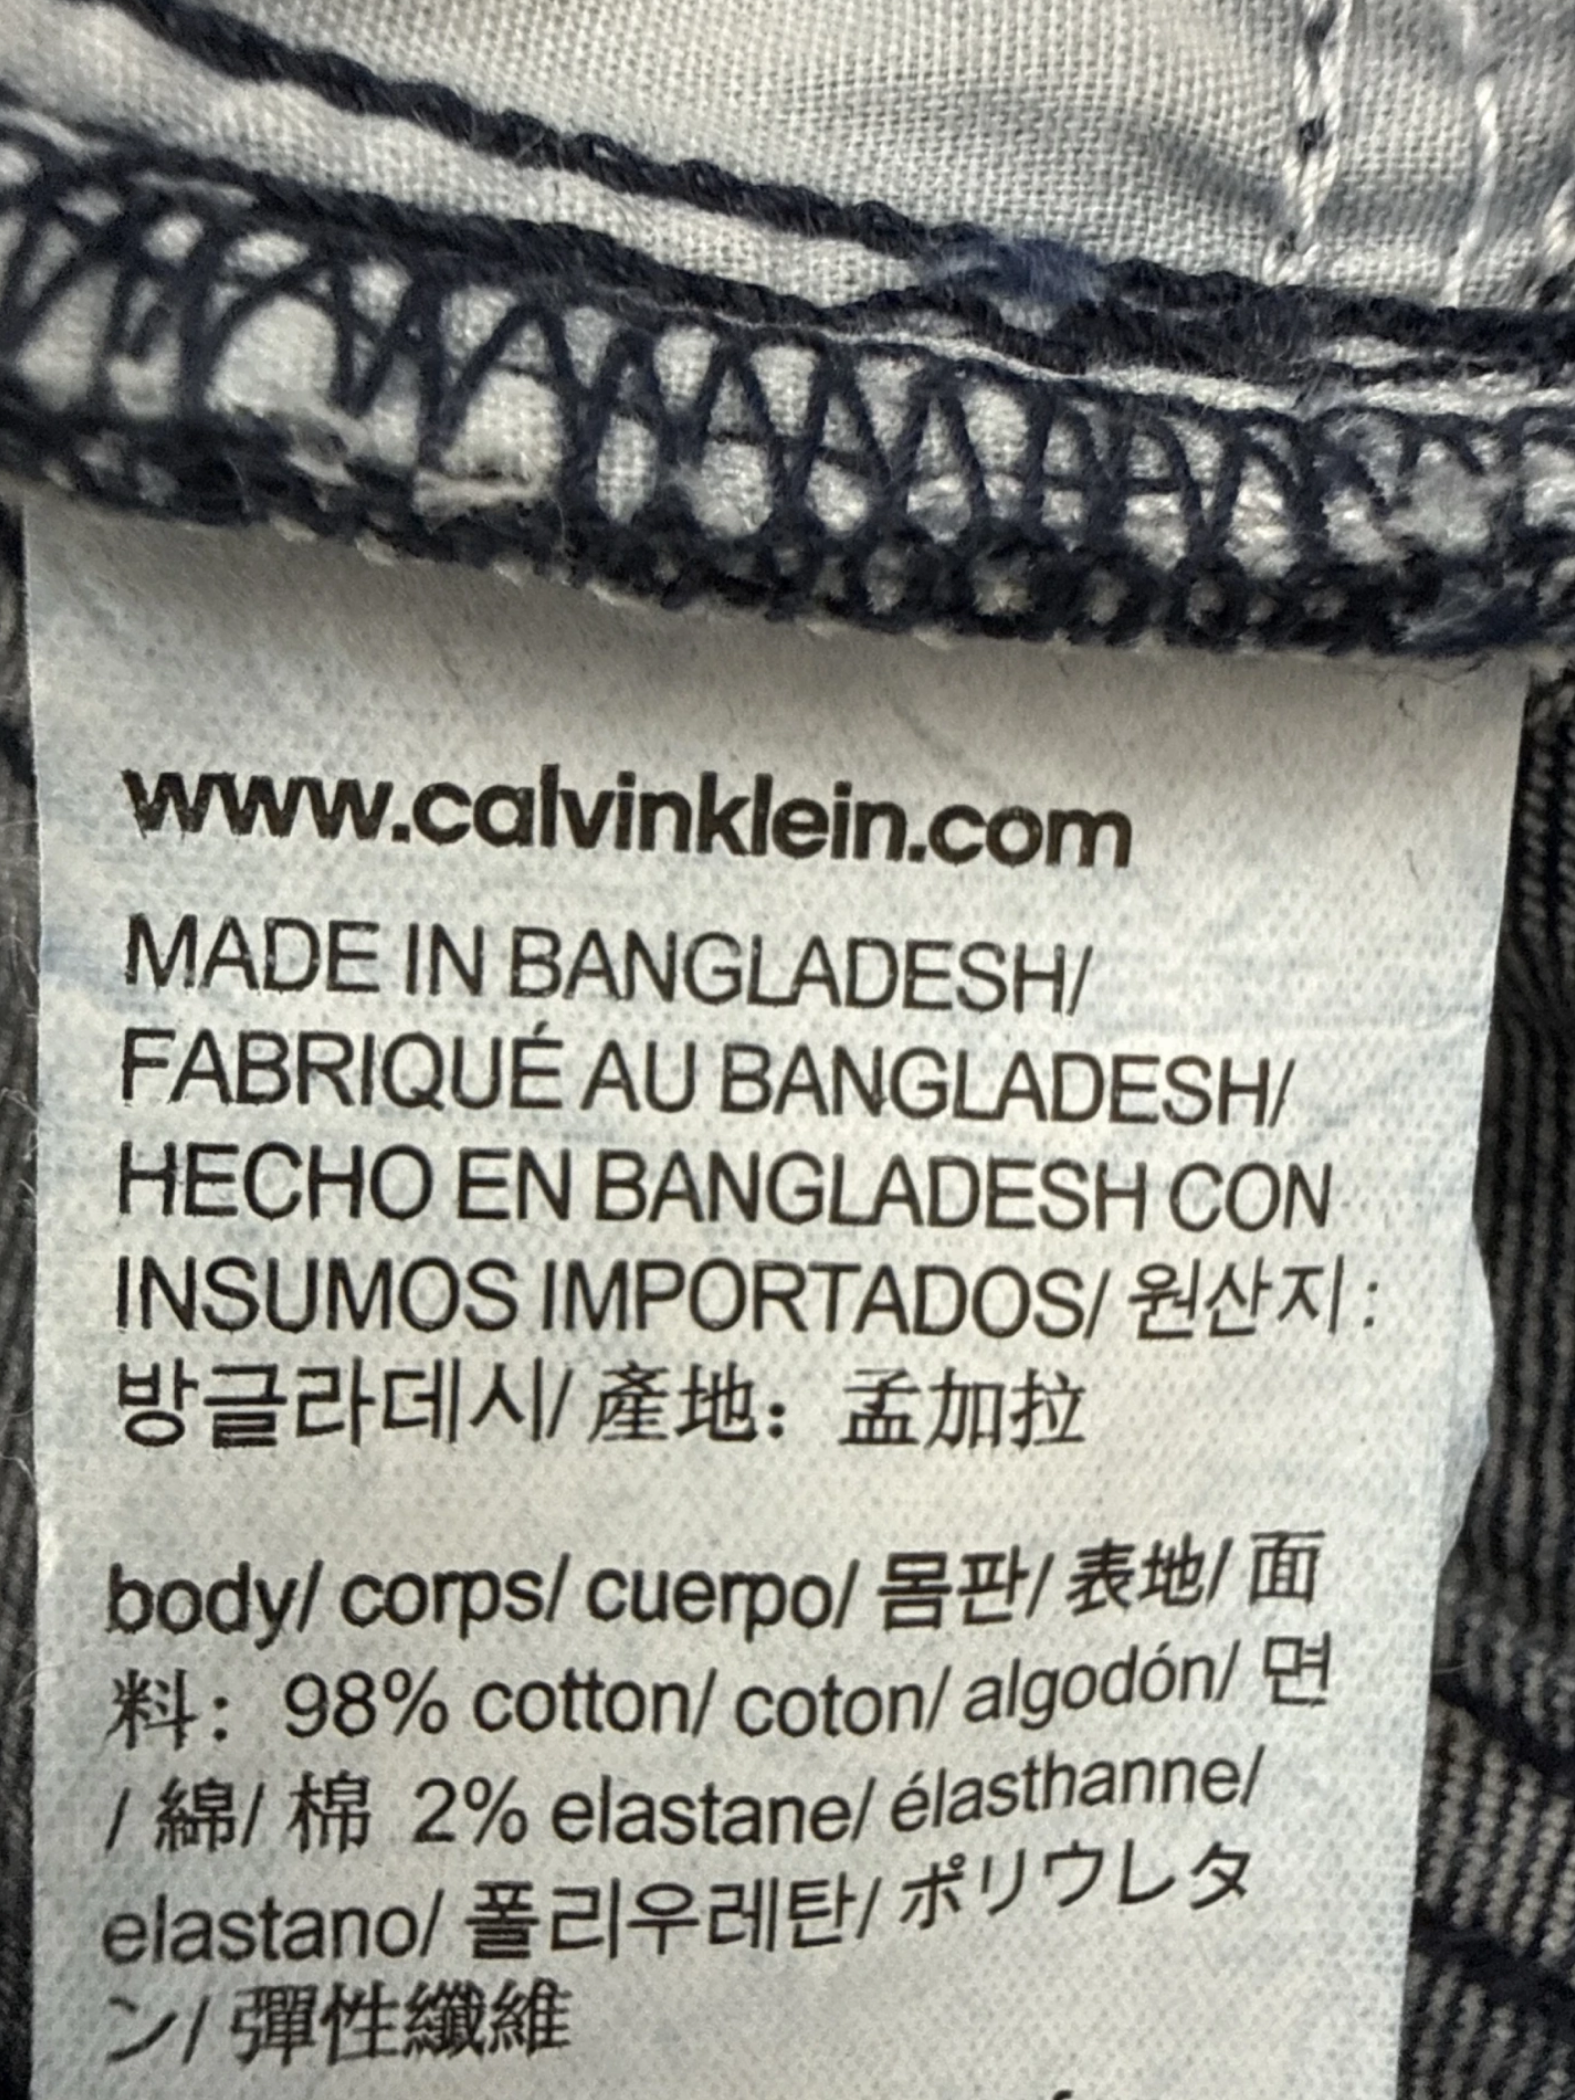 www.calvinklein.com
MADE IN BANGLADESH/
FABRIQUÉ AU BANGLADESH/
HECHO EN BANGLADESH CON
INSUMOS IMPORTADOS/ 원산지 :
방글라데시/ 產地：孟加拉
body/ corps/ cuerpo/ 몸판/ 表地/ 面
料：98% cotton/ coton/ algodón/ 면
/ 綿/ 棉 2% elastane/ élasthanne/
elastano/ 폴리우레탄/ ポリウレタ
ン/ 彈性纖維